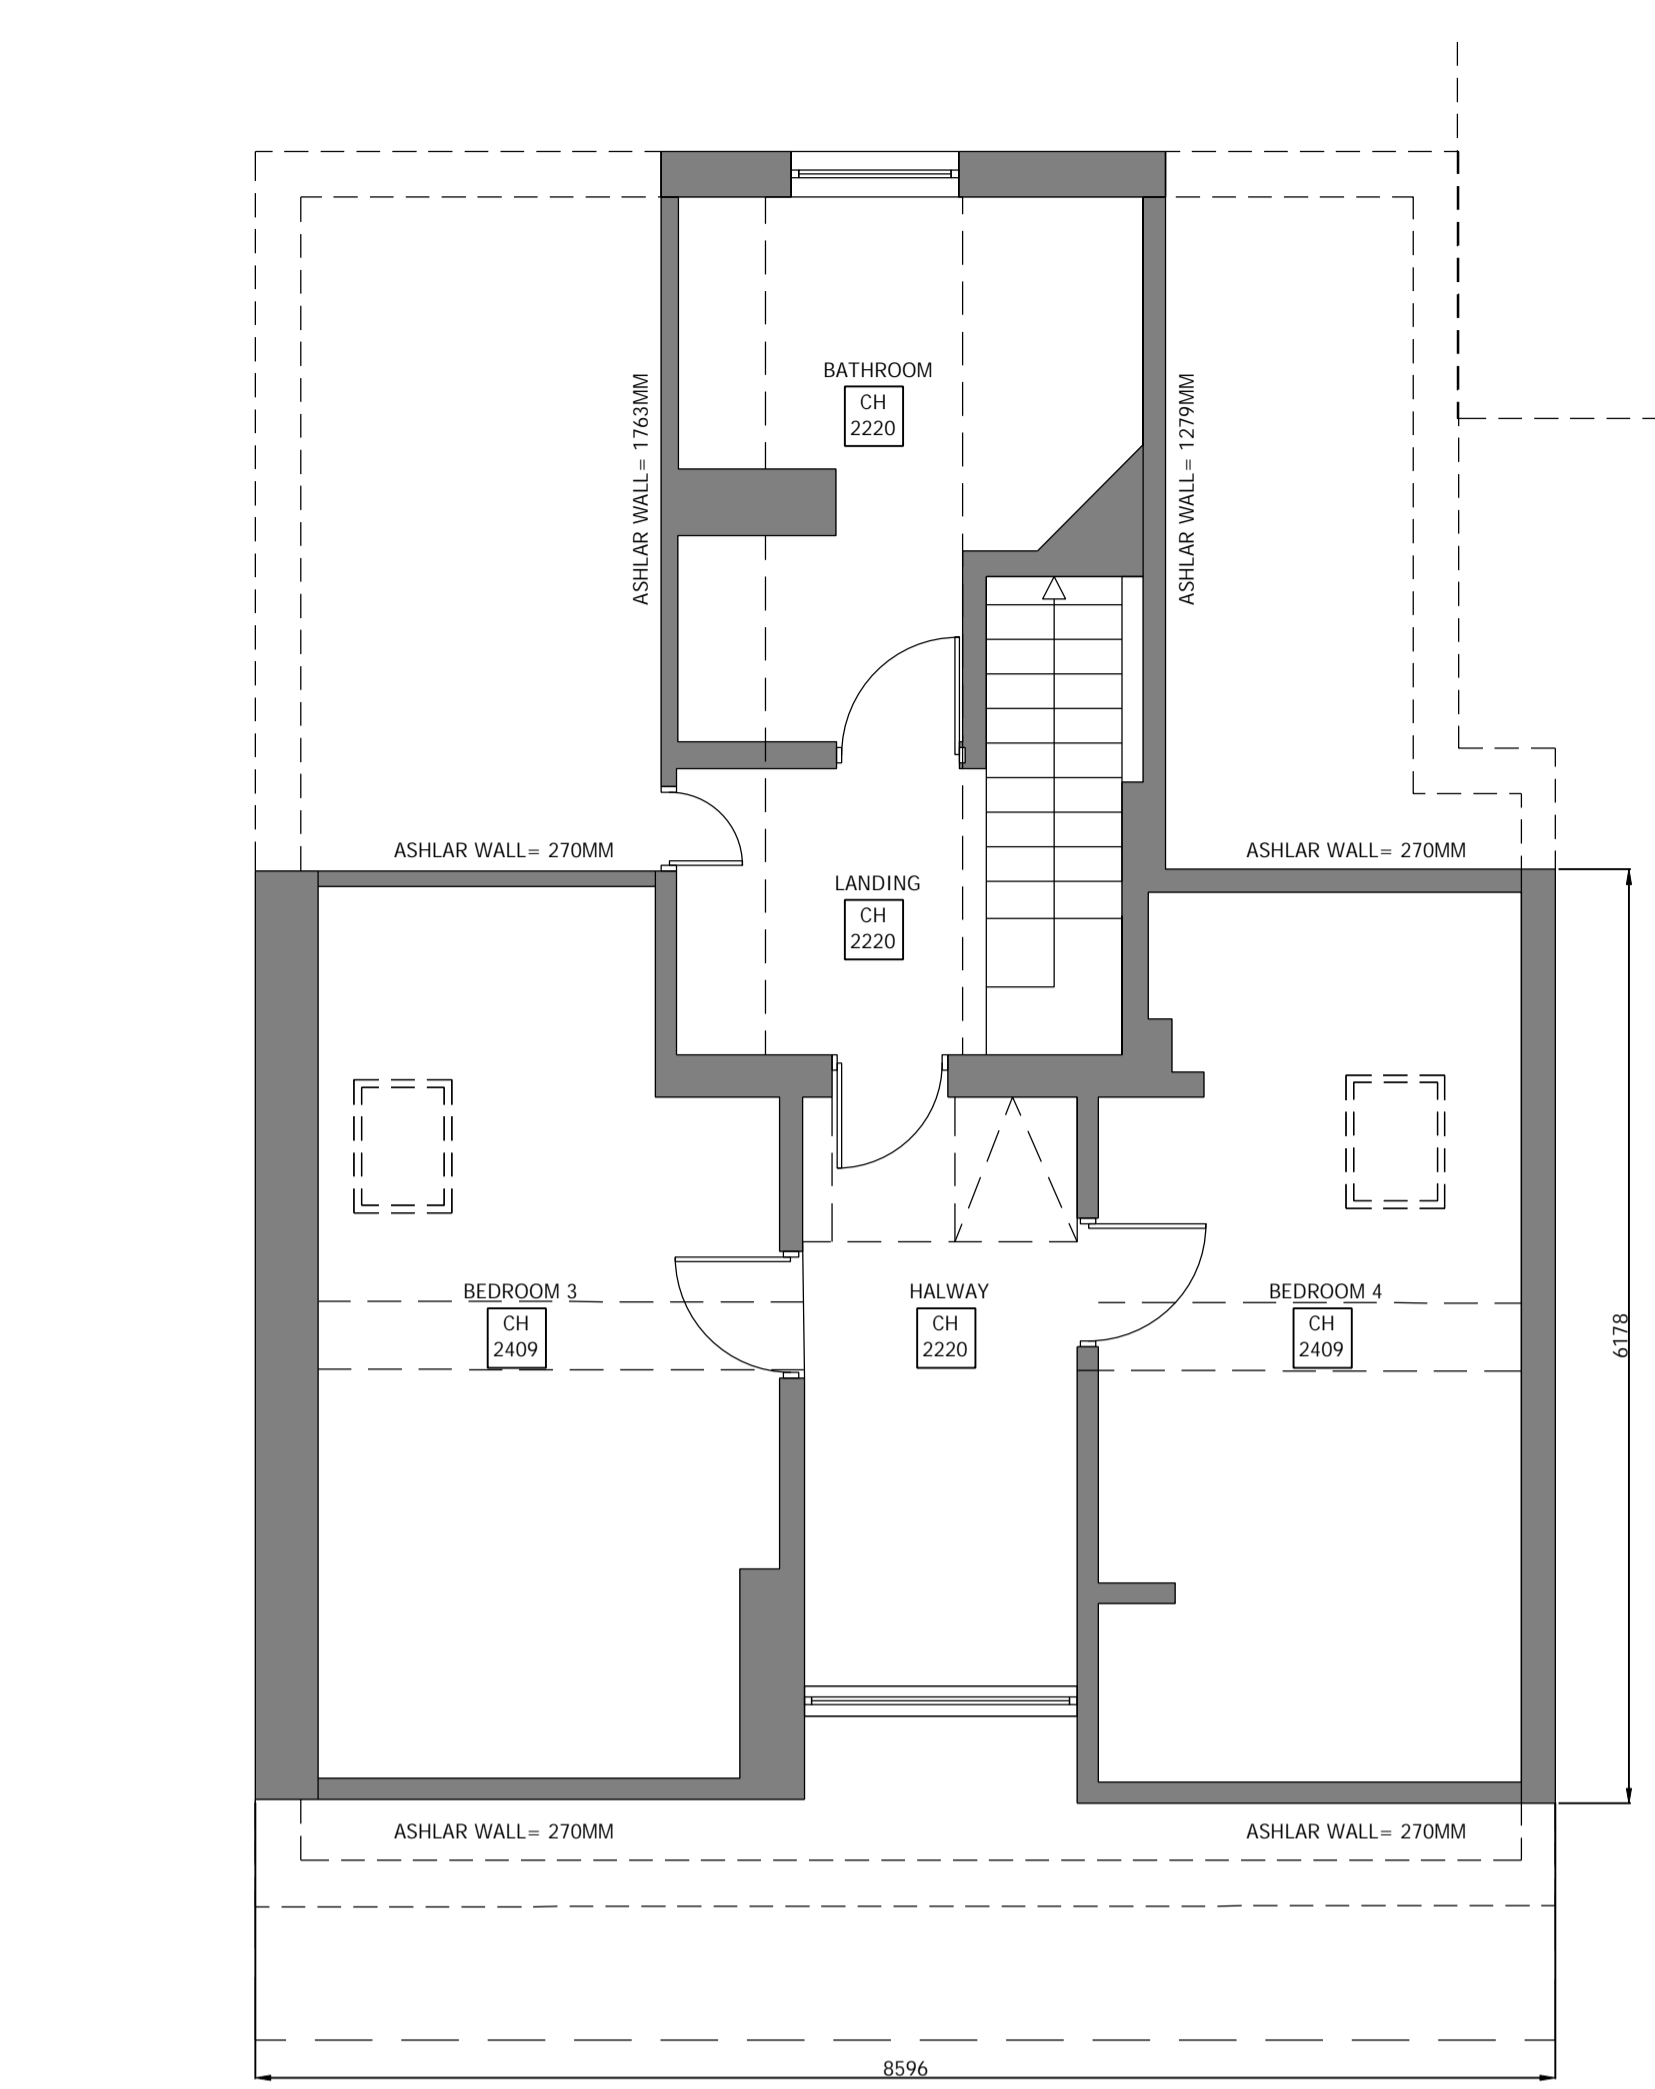 BATHROOM
CH
2220
ASHLAR WALL= 1763MM
ASHLAR WALL= 1279MM
ASHLAR WALL= 270MM
ASHLAR WALL= 270MM
LANDING
CH
2220
BEDROOM 3
CH
2409
HALWAY
CH
2220
BEDROOM 4
CH
2409
6178
ASHLAR WALL= 270MM
ASHLAR WALL= 270MM
8596